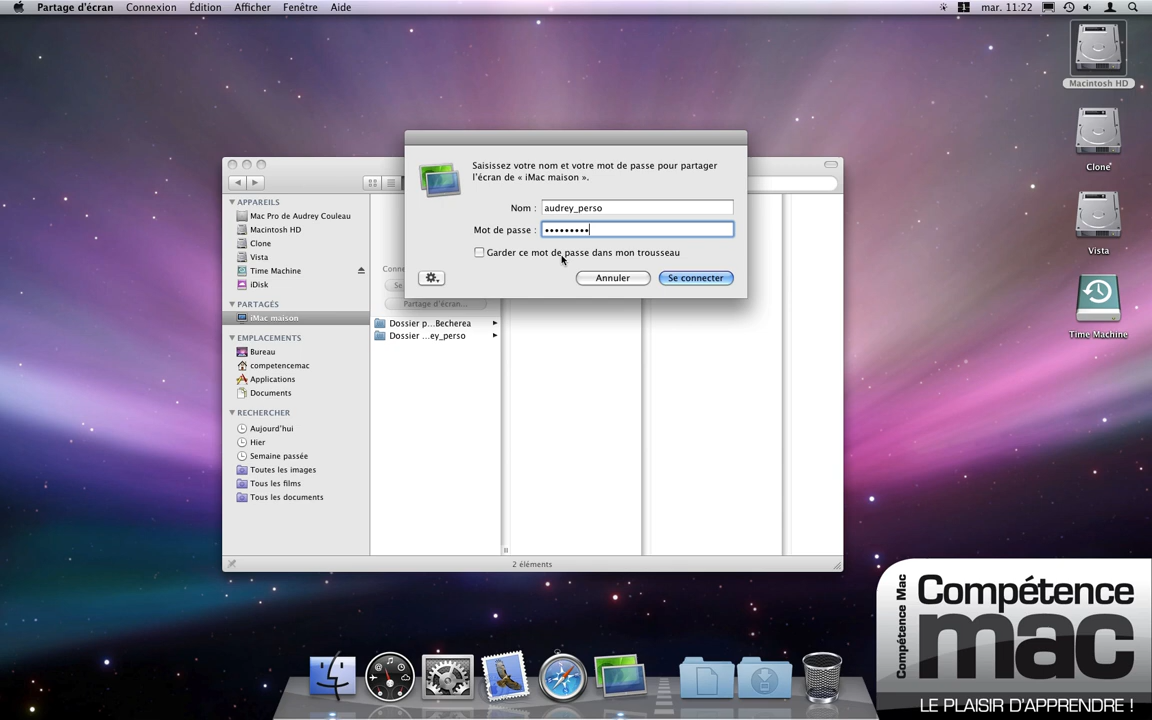 Partage d'écran Connexion Édition Afficher Fenêtre Aide mar. 11:22
Macintosh HD
Clone
Vista
Time Machine
Saisissez votre nom et votre mot de passe pour partager
l'écran de « iMac maison ».
Nom : audrey_perso
Mot de passe : •••••••••
Garder ce mot de passe dans mon trousseau
Annuler Se connecter
APPAREILS
Mac Pro de Audrey Couleau
Macintosh HD
Clone
Vista
Time Machine
iDisk
PARTAGÉS
iMac maison
EMPLACEMENTS
Bureau
competencemac
Applications
Documents
RECHERCHER
Aujourd'hui
Hier
Semaine passée
Toutes les images
Tous les films
Tous les documents
Conne
Se
Partage d'écran...
Dossier p...Becherea
Dossier ...ey_perso
2 éléments
Compétence Mac
Compétence
mac
LE PLAISIR D'APPRENDRE !